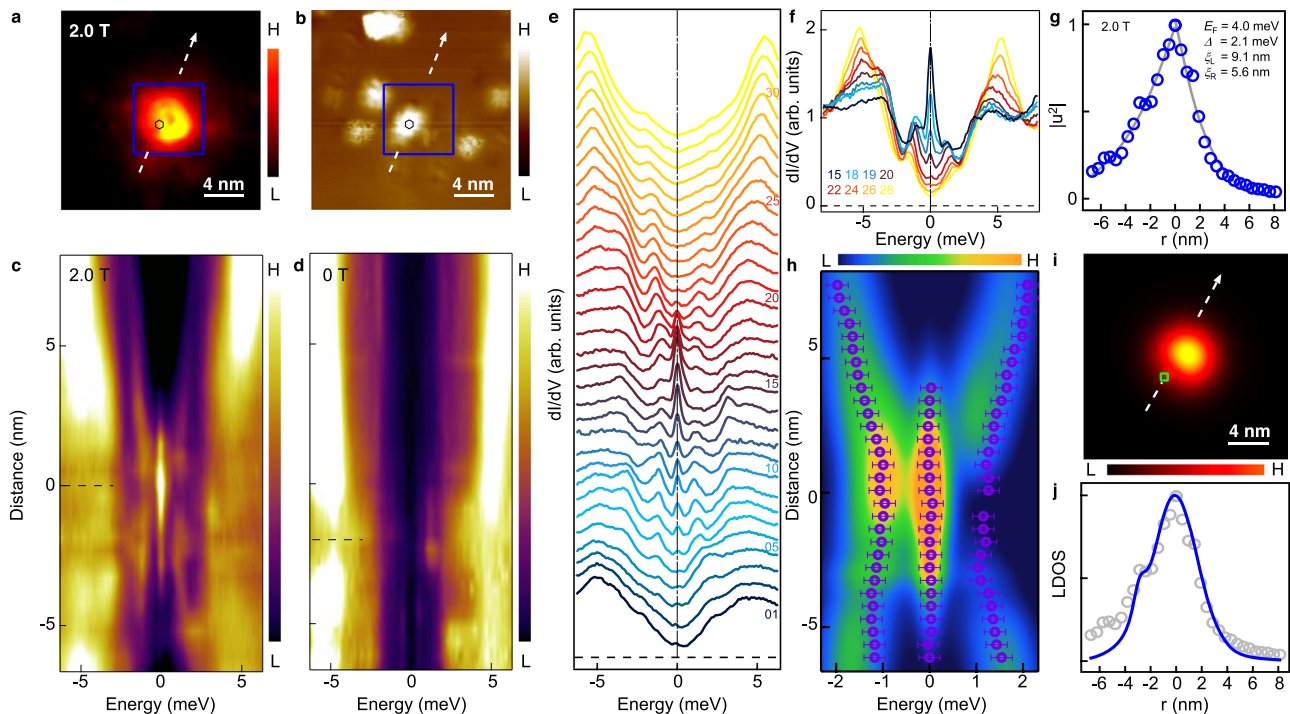 a
2.0 T
4 nm
H
L
b
4 nm
H
L
c
2.0 T
Distance (nm)
5
0
-5
-5 0 5
Energy (meV)
H
L
d
0 T
-5 0 5
Energy (meV)
H
L
e
dI/dV (arb. units)
30
25
20
15
10
05
01
-5 0 5
Energy (meV)
f
dI/dV (arb. units)
2
1
0
15 18 19 20
22 24 26 28
-5 0 5
Energy (meV)
g
2.0 T
E_F = 4.0 meV
Δ = 2.1 meV
ξ_L = 9.1 nm
ξ_R = 5.6 nm
|u²|
1
0
-6 -4 -2 0 2 4 6 8
r (nm)
h
L H
Distance (nm)
5
0
-5
-2 -1 0 1 2
Energy (meV)
i
4 nm
L H
j
LDOS
-6 -4 -2 0 2 4 6 8
r (nm)